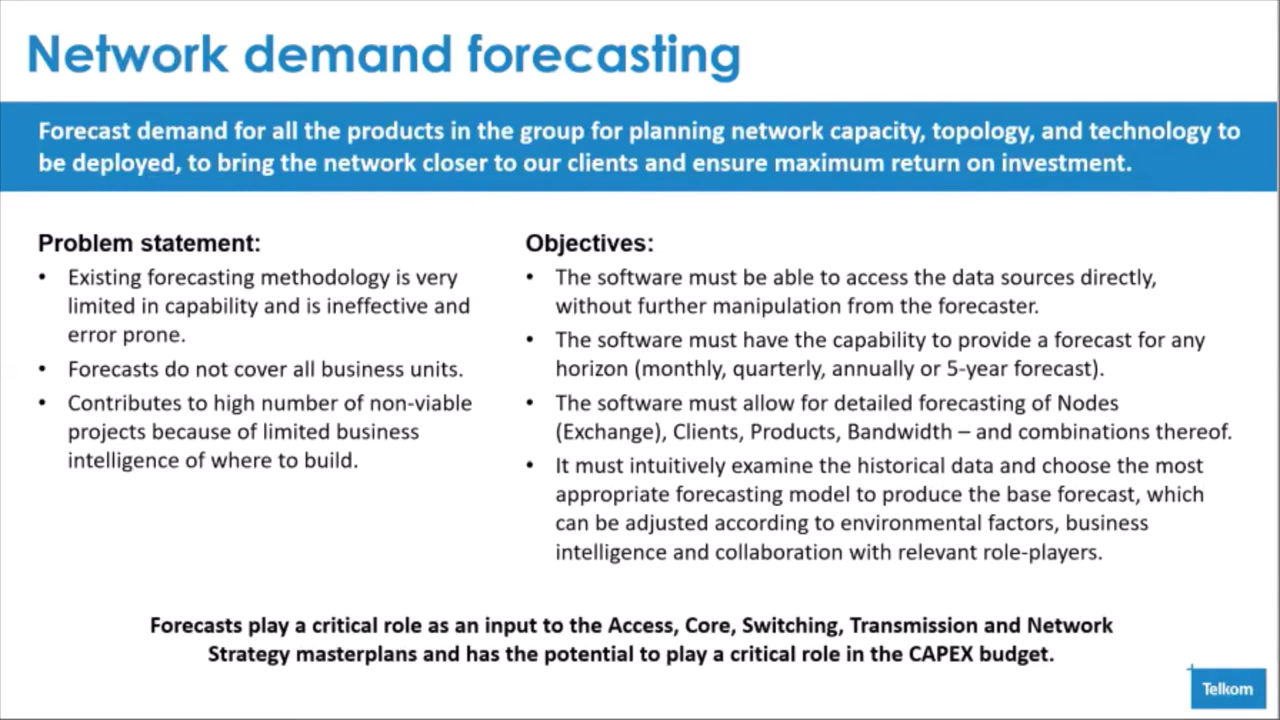 Network demand forecasting
Forecast demand for all the products in the group for planning network capacity, topology, and technology to
be deployed, to bring the network closer to our clients and ensure maximum return on investment.
Problem statement:
• Existing forecasting methodology is very
limited in capability and is ineffective and
error prone.
• Forecasts do not cover all business units.
• Contributes to high number of non-viable
projects because of limited business
intelligence of where to build.
Objectives:
• The software must be able to access the data sources directly,
without further manipulation from the forecaster.
• The software must have the capability to provide a forecast for any
horizon (monthly, quarterly, annually or 5-year forecast).
• The software must allow for detailed forecasting of Nodes
(Exchange), Clients, Products, Bandwidth – and combinations thereof.
• It must intuitively examine the historical data and choose the most
appropriate forecasting model to produce the base forecast, which
can be adjusted according to environmental factors, business
intelligence and collaboration with relevant role-players.
Forecasts play a critical role as an input to the Access, Core, Switching, Transmission and Network
Strategy masterplans and has the potential to play a critical role in the CAPEX budget.
Telkom